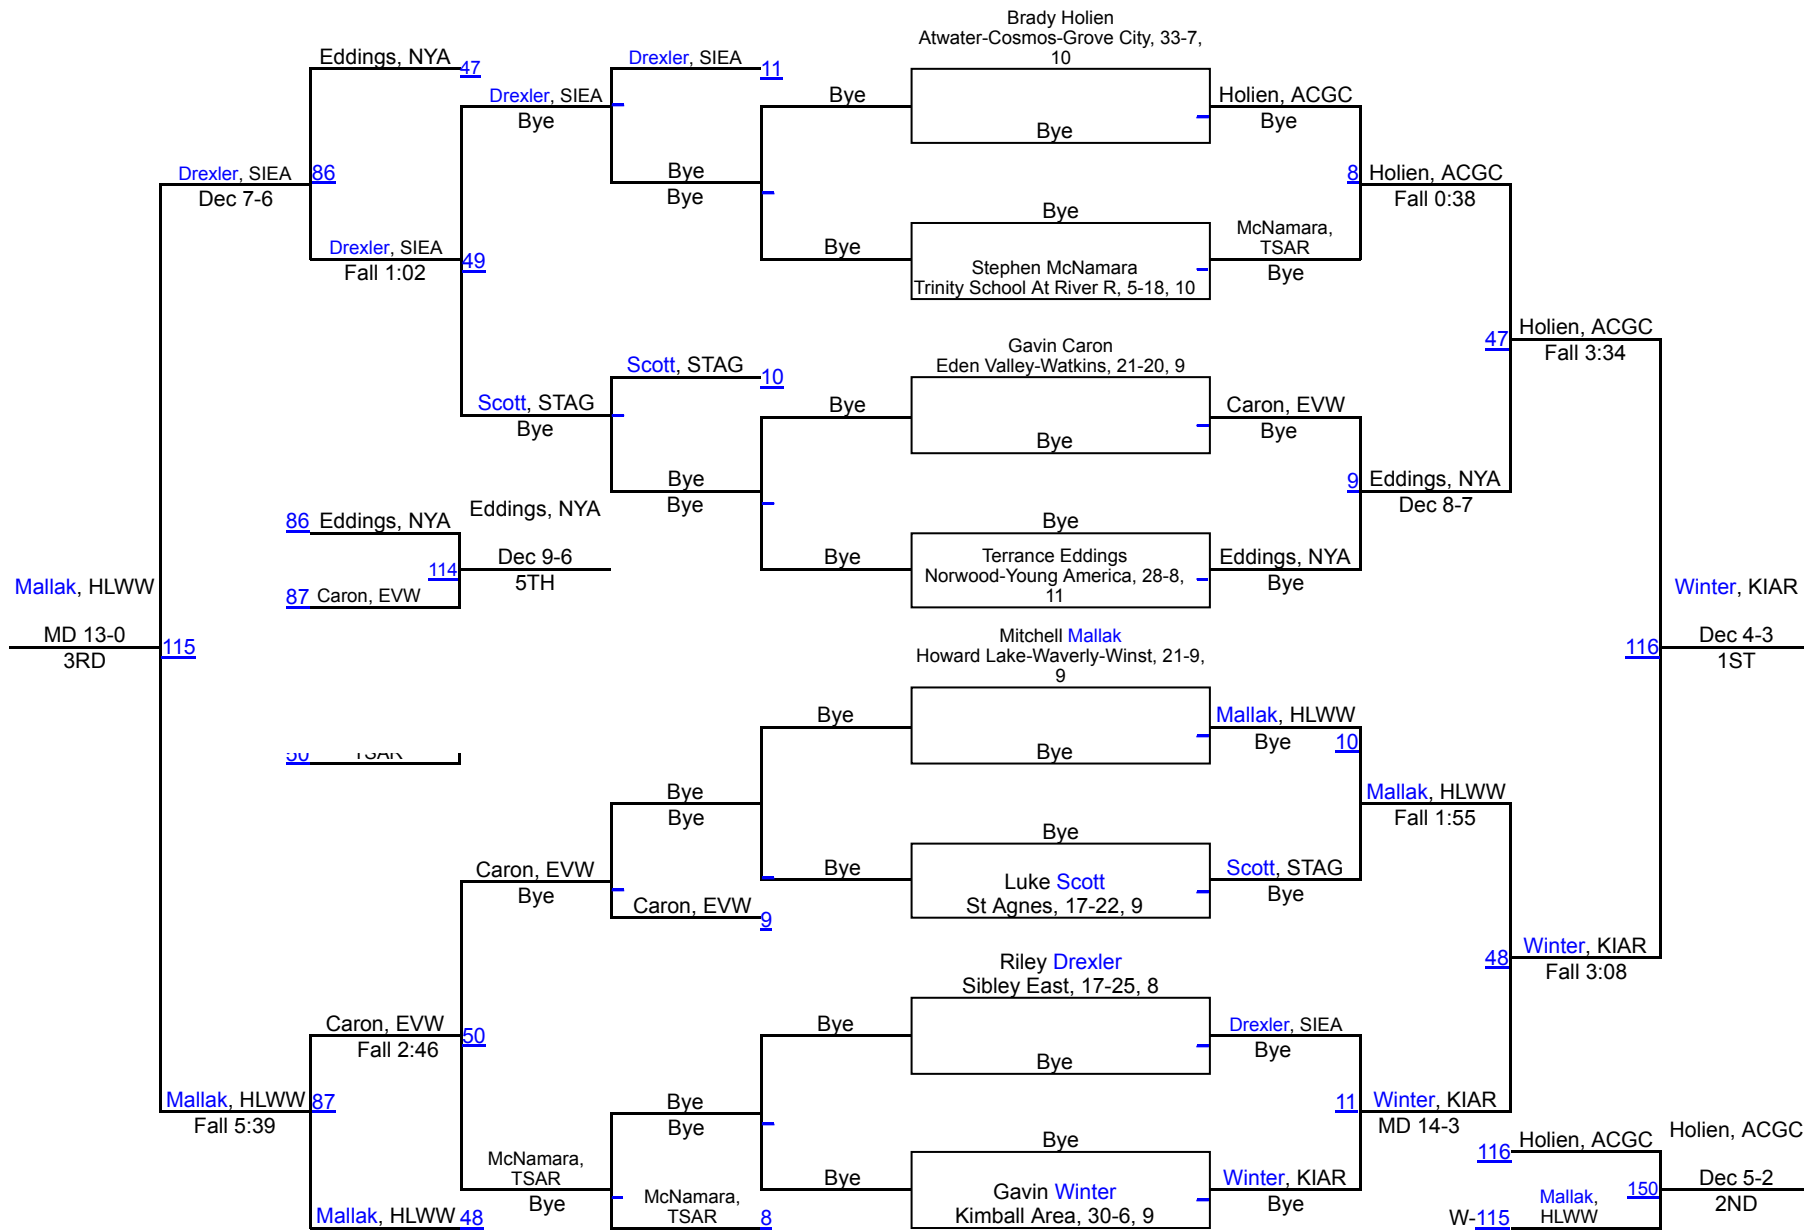 Brady Holien
Atwater-Cosmos-Grove City, 33-7,
10
Eddings, NYA 47
Drexler, SIEA 11
Drexler, SIEA
Bye
Bye
Bye
Holien, ACGC
Bye
Drexler, SIEA 86
Dec 7-6
Bye
Bye
8 Holien, ACGC
Fall 0:38
Drexler, SIEA 49
Fall 1:02
Bye
Bye
Stephen McNamara
Trinity School At River R, 5-18, 10
McNamara,
TSAR
Bye
47 Holien, ACGC
Fall 3:34
Gavin Caron
Eden Valley-Watkins, 21-20, 9
Scott, STAG 10
Scott, STAG
Bye
Bye
Bye
Caron, EVW
Bye
Bye
Bye
9 Eddings, NYA
Dec 8-7
86 Eddings, NYA
Eddings, NYA
114 Dec 9-6
5TH
87 Caron, EVW
Bye
Bye
Terrance Eddings
Norwood-Young America, 28-8,
11
Eddings, NYA
Bye
Mallak, HLWW
MD 13-0
3RD
115
Winter, KIAR
116 Dec 4-3
1ST
Mitchell Mallak
Howard Lake-Waverly-Winst, 21-9,
9
Bye
Bye
Mallak, HLWW
Bye 10
Bye
Bye
Mallak, HLWW
Fall 1:55
Caron, EVW
Bye
Caron, EVW 9
Bye
Bye
Luke Scott
St Agnes, 17-22, 9
Scott, STAG
Bye
48 Winter, KIAR
Fall 3:08
Riley Drexler
Sibley East, 17-25, 8
Caron, EVW 50
Fall 2:46
Bye
Bye
Drexler, SIEA
Bye
Mallak, HLWW 87
Fall 5:39
Bye
Bye
11 Winter, KIAR
MD 14-3
McNamara,
TSAR
Bye
McNamara,
TSAR 8
Mallak, HLWW 48
Bye
Bye
Gavin Winter
Kimball Area, 30-6, 9
Winter, KIAR
Bye
116 Holien, ACGC
Holien, ACGC
150 Dec 5-2
2ND
Mallak,
W-115 HLWW